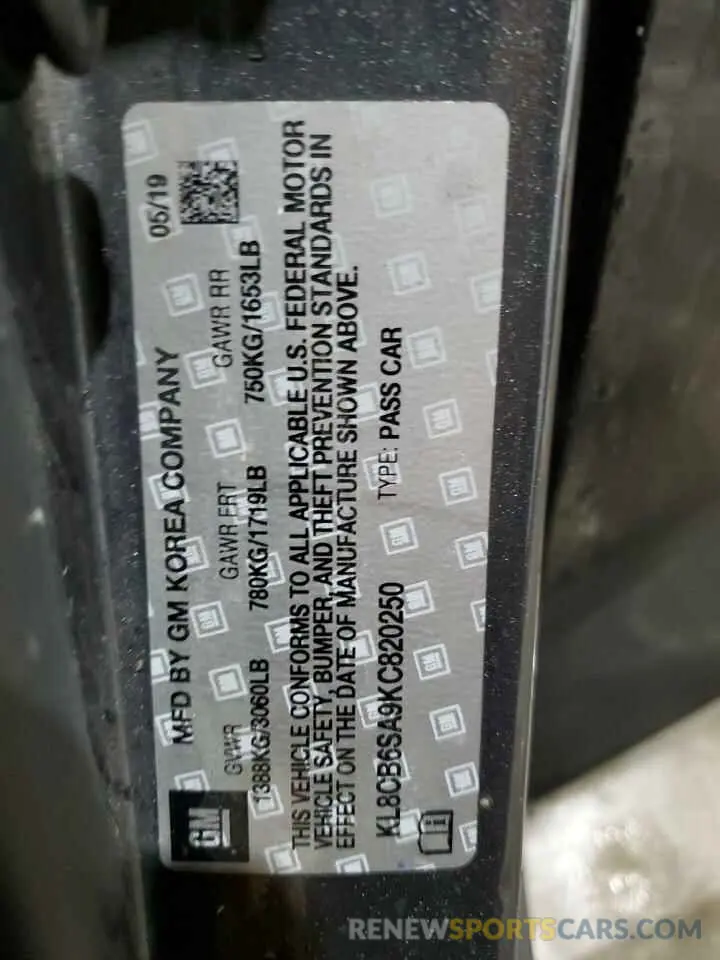 GM
MFD BY GM KOREA COMPANY 05/19
GVWR GAWR FRT GAWR RR
1388KG/3060LB 780KG/1719LB 750KG/1653LB
THIS VEHICLE CONFORMS TO ALL APPLICABLE U.S. FEDERAL MOTOR
VEHICLE SAFETY, BUMPER, AND THEFT PREVENTION STANDARDS IN
EFFECT ON THE DATE OF MANUFACTURE SHOWN ABOVE.
KL8CB6SA9KC820250 TYPE: PASS CAR
RENEWSPORTSCARS.COM